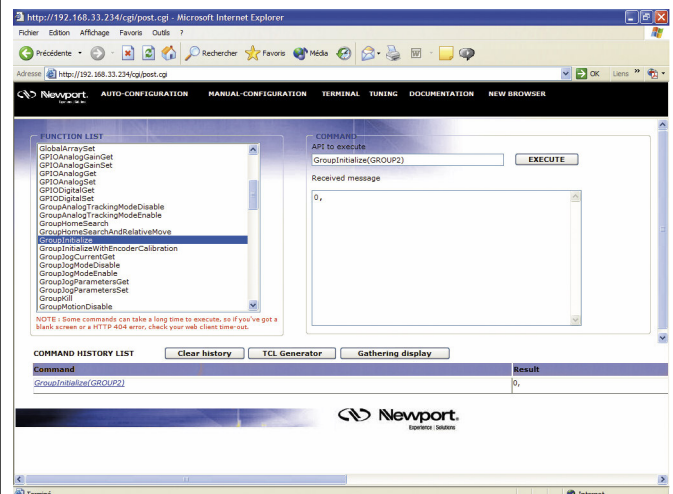 http://192.168.33.234/cgi/post.cgi - Microsoft Internet Explorer
Fichier Edition Affichage Favoris Outils ?
Précédente Rechercher Favoris Média
Adresse http://192.168.33.234/cgi/post.cgi OK Liens »
Newport. AUTO-CONFIGURATION MANUAL-CONFIGURATION TERMINAL TUNING DOCUMENTATION NEW BROWSER
FUNCTION LIST
GlobalArraySet
GPIOAnalogGainGet
GPIOAnalogGainSet
GPIOAnalogGet
GPIOAnalogSet
GPIODigitalGet
GPIODigitalSet
GroupAnalogTrackingModeDisable
GroupAnalogTrackingModeEnable
GroupHomeSearch
GroupHomeSearchAndRelativeMove
GroupInitialize
GroupInitializeWithEncoderCalibration
GroupJogCurrentGet
GroupJogModeDisable
GroupJogModeEnable
GroupJogParametersGet
GroupJogParametersSet
GroupKill
GroupMotionDisable
NOTE : Some commands can take a long time to execute, so if you've got a
blank screen or a HTTP 404 error, check your web client time-out.
COMMAND
API to execute
GroupInitialize(GROUP2) EXECUTE
Received message
0,
COMMAND HISTORY LIST Clear history TCL Generator Gathering display
Command Result
GroupInitialize(GROUP2) 0,
Newport.
Experience | Solutions
Terminé Internet